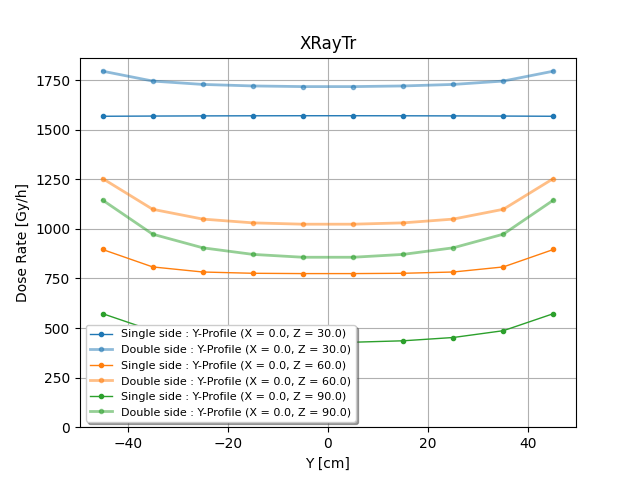 XRayTr
Dose Rate [Gy/h]
1750
1500
1250
1000
750
500
250
0
Single side : Y-Profile (X = 0.0, Z = 30.0)
Double side : Y-Profile (X = 0.0, Z = 30.0)
Single side : Y-Profile (X = 0.0, Z = 60.0)
Double side : Y-Profile (X = 0.0, Z = 60.0)
Single side : Y-Profile (X = 0.0, Z = 90.0)
Double side : Y-Profile (X = 0.0, Z = 90.0)
−40 −20 0 20 40
Y [cm]